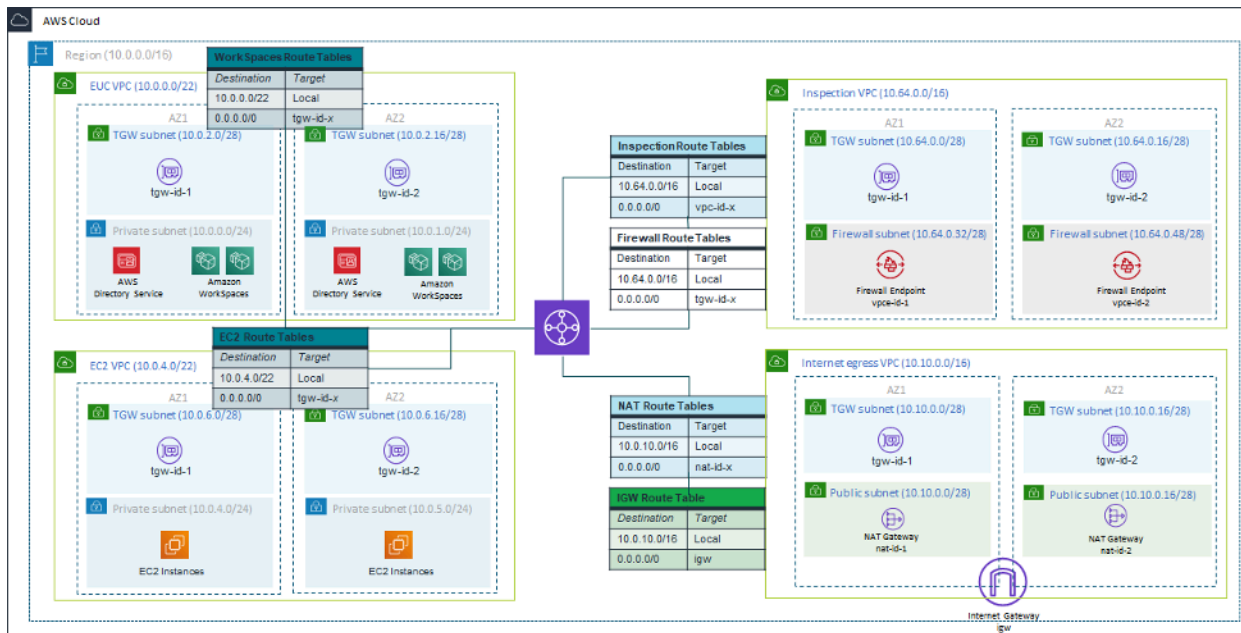 AWS Cloud
Region (10.0.0.0/16)
WorkSpaces Route Tables
Destination Target
10.0.0.0/22 Local
0.0.0.0/0 tgw-id-x
EUC VPC (10.0.0.0/22)
AZ1
TGW subnet (10.0.2.0/28)
tgw-id-1
Private subnet (10.0.0.0/24)
AWS
Directory Service
Amazon
WorkSpaces
AZ2
TGW subnet (10.0.2.16/28)
tgw-id-2
Private subnet (10.0.1.0/24)
AWS
Directory Service
Amazon
WorkSpaces
EC2 Route Tables
Destination Target
10.0.4.0/22 Local
0.0.0.0/0 tgw-id-x
EC2 VPC (10.0.4.0/22)
AZ1
TGW subnet (10.0.6.0/28)
tgw-id-1
Private subnet (10.0.4.0/24)
EC2 Instances
AZ2
TGW subnet (10.0.6.16/28)
tgw-id-2
Private subnet (10.0.5.0/24)
EC2 Instances
Inspection Route Tables
Destination Target
10.64.0.0/16 Local
0.0.0.0/0 vpc-id-x
Firewall Route Tables
Destination Target
10.64.0.0/16 Local
0.0.0.0/0 tgw-id-x
NAT Route Tables
Destination Target
10.0.10.0/16 Local
0.0.0.0/0 nat-id-x
IGW Route Table
Destination Target
10.0.10.0/16 Local
0.0.0.0/0 igw
Inspection VPC (10.64.0.0/16)
AZ1
TGW subnet (10.64.0.0/28)
tgw-id-1
Firewall subnet (10.64.0.32/28)
Firewall Endpoint
vpce-id-1
AZ2
TGW subnet (10.64.0.16/28)
tgw-id-2
Firewall subnet (10.64.0.48/28)
Firewall Endpoint
vpce-id-2
Internet egress VPC (10.10.0.0/16)
AZ1
TGW subnet (10.10.0.0/28)
tgw-id-1
Public subnet (10.10.0.0/28)
NAT Gateway
nat-id-1
AZ2
TGW subnet (10.10.0.16/28)
tgw-id-2
Public subnet (10.10.0.16/28)
NAT Gateway
nat-id-2
Internet Gateway
igw